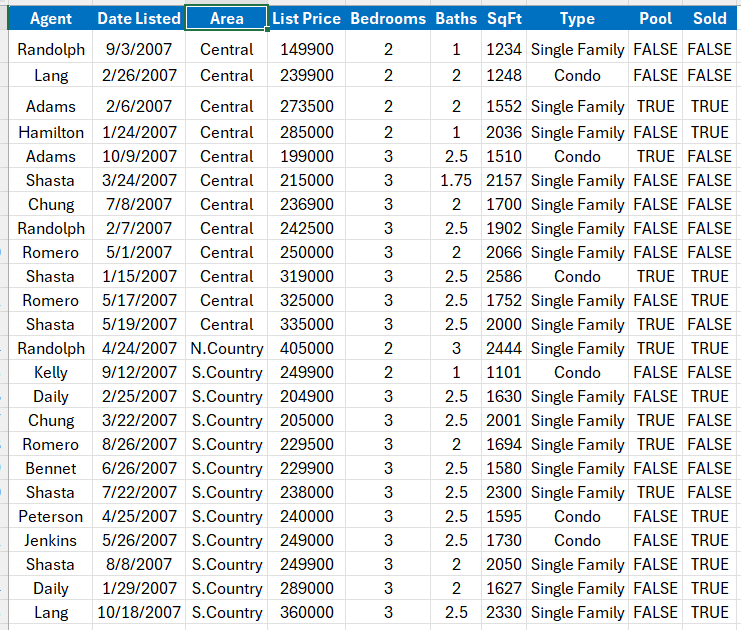 Agent Date Listed Area List Price Bedrooms Baths SqFt Type Pool Sold
Randolph 9/3/2007 Central 149900 2 1 1234 Single Family FALSE FALSE
Lang 2/26/2007 Central 239900 2 2 1248 Condo FALSE FALSE
Adams 2/6/2007 Central 273500 2 2 1552 Single Family TRUE TRUE
Hamilton 1/24/2007 Central 285000 2 1 2036 Single Family FALSE TRUE
Adams 10/9/2007 Central 199000 3 2.5 1510 Condo TRUE FALSE
Shasta 3/24/2007 Central 215000 3 1.75 2157 Single Family FALSE FALSE
Chung 7/8/2007 Central 236900 3 2 1700 Single Family FALSE FALSE
Randolph 2/7/2007 Central 242500 3 2.5 1902 Single Family FALSE FALSE
Romero 5/1/2007 Central 250000 3 2 2066 Single Family FALSE FALSE
Shasta 1/15/2007 Central 319000 3 2.5 2586 Condo TRUE TRUE
Romero 5/17/2007 Central 325000 3 2.5 1752 Single Family FALSE TRUE
Shasta 5/19/2007 Central 335000 3 2.5 2000 Single Family TRUE FALSE
Randolph 4/24/2007 N.Country 405000 2 3 2444 Single Family TRUE TRUE
Kelly 9/12/2007 S.Country 249900 2 1 1101 Condo FALSE FALSE
Daily 2/25/2007 S.Country 204900 3 2.5 1630 Single Family FALSE TRUE
Chung 3/22/2007 S.Country 205000 3 2.5 2001 Single Family TRUE FALSE
Romero 8/26/2007 S.Country 229500 3 2 1694 Single Family TRUE FALSE
Bennet 6/26/2007 S.Country 229900 3 2.5 1580 Single Family FALSE FALSE
Shasta 7/22/2007 S.Country 238000 3 2.5 2300 Single Family TRUE FALSE
Peterson 4/25/2007 S.Country 240000 3 2.5 1595 Condo FALSE TRUE
Jenkins 5/26/2007 S.Country 249000 3 2.5 1730 Condo FALSE TRUE
Shasta 8/8/2007 S.Country 249900 3 2 2050 Single Family FALSE TRUE
Daily 1/29/2007 S.Country 289000 3 2 1627 Single Family FALSE TRUE
Lang 10/18/2007 S.Country 360000 3 2.5 2330 Single Family FALSE TRUE